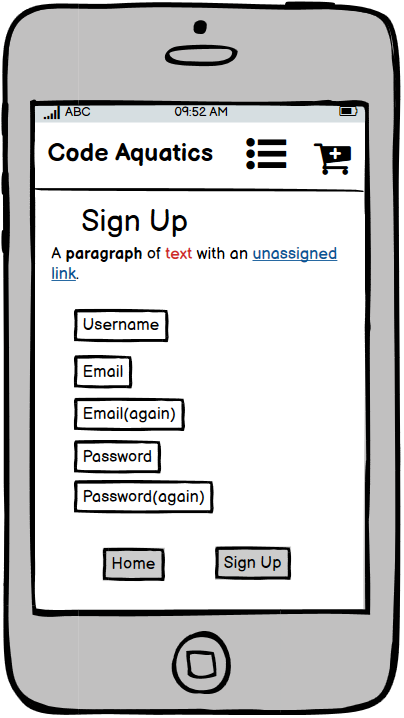 ABC 09:52 AM
Code Aquatics
Sign Up
A paragraph of text with an unassigned
link.
Username
Email
Email(again)
Password
Password(again)
Home Sign Up